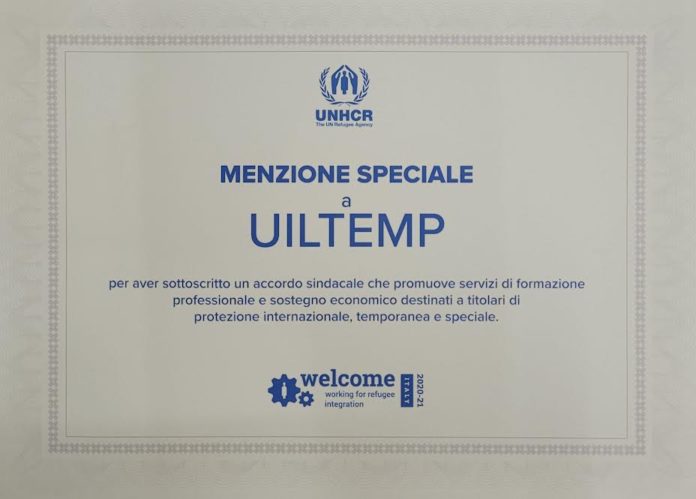 UNHCR
The UN Refugee Agency
MENZIONE SPECIALE
a
UILTEMP
per aver sottoscritto un accordo sindacale che promuove servizi di formazione
professionale e sostegno economico destinati a titolari di
protezione internazionale, temporanea e speciale.
welcome
working for refugee
integration
ITALY
2020-21